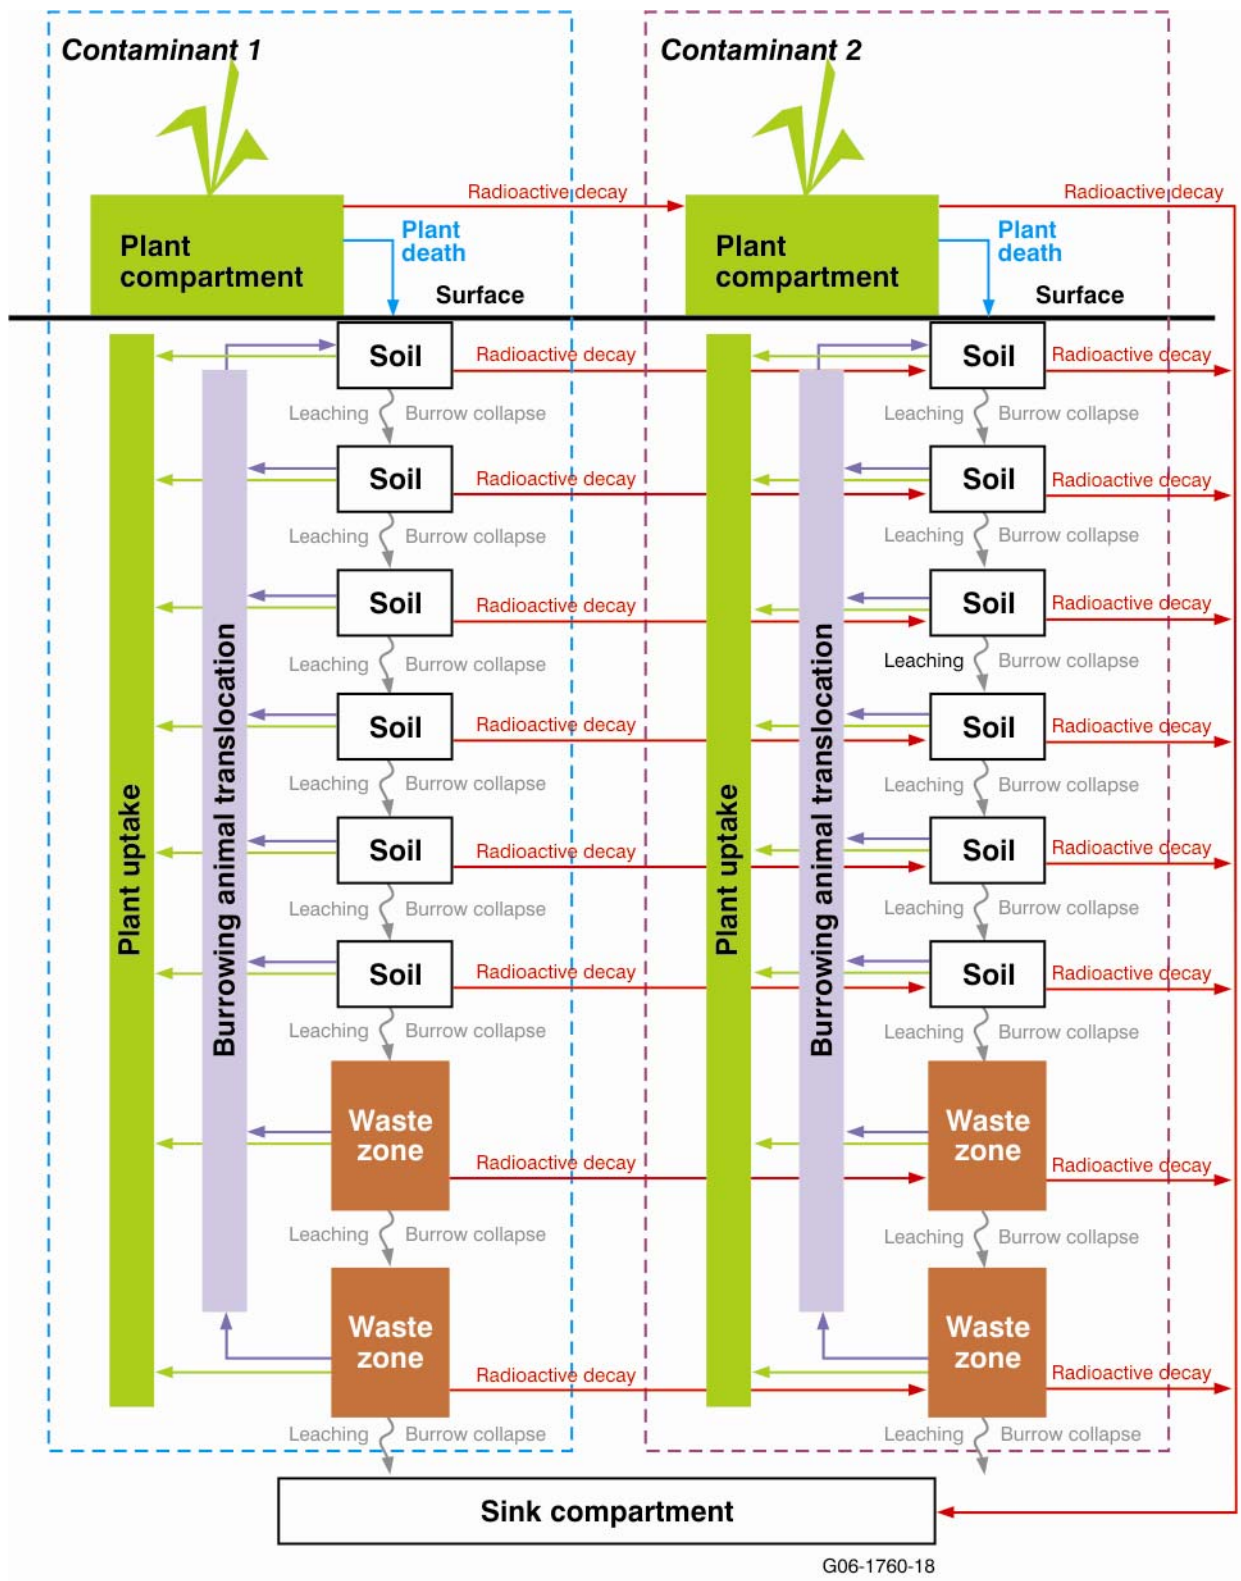 Contaminant 1
Contaminant 2
Radioactive decay
Radioactive decay
Plant
compartment
Plant
death
Plant
compartment
Plant
death
Surface
Surface
Soil
Radioactive decay
Soil
Radioactive decay
Leaching
Burrow collapse
Leaching
Burrow collapse
Soil
Radioactive decay
Soil
Radioactive decay
Leaching
Burrow collapse
Leaching
Burrow collapse
Soil
Radioactive decay
Soil
Radioactive decay
Leaching
Burrow collapse
Leaching
Burrow collapse
Soil
Radioactive decay
Soil
Radioactive decay
Leaching
Burrow collapse
Leaching
Burrow collapse
Plant uptake
Burrowing animal translocation
Plant uptake
Burrowing animal translocation
Soil
Radioactive decay
Soil
Radioactive decay
Leaching
Burrow collapse
Leaching
Burrow collapse
Soil
Radioactive decay
Soil
Radioactive decay
Leaching
Burrow collapse
Leaching
Burrow collapse
Waste
zone
Radioactive decay
Waste
zone
Radioactive decay
Leaching
Burrow collapse
Leaching
Burrow collapse
Waste
zone
Radioactive decay
Waste
zone
Radioactive decay
Leaching
Burrow collapse
Leaching
Burrow collapse
Sink compartment
G06-1760-18